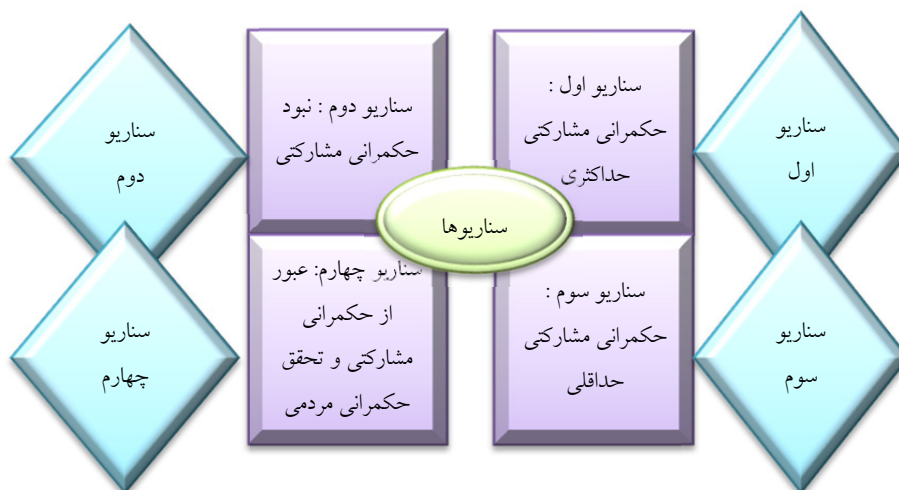 سناریو
اول
سناریو اول :
حکمرانی مشارکتی
حداکثری
سناریو دوم : نبود
حکمرانی مشارکتی
سناریو
دوم
سناریوها
سناریو
سوم
سناریو سوم :
حکمرانی مشارکتی
حداقلی
سناریو چهارم: عبور
از حکمرانی
مشارکتی و تحقق
حکمرانی مردمی
سناریو
چهارم